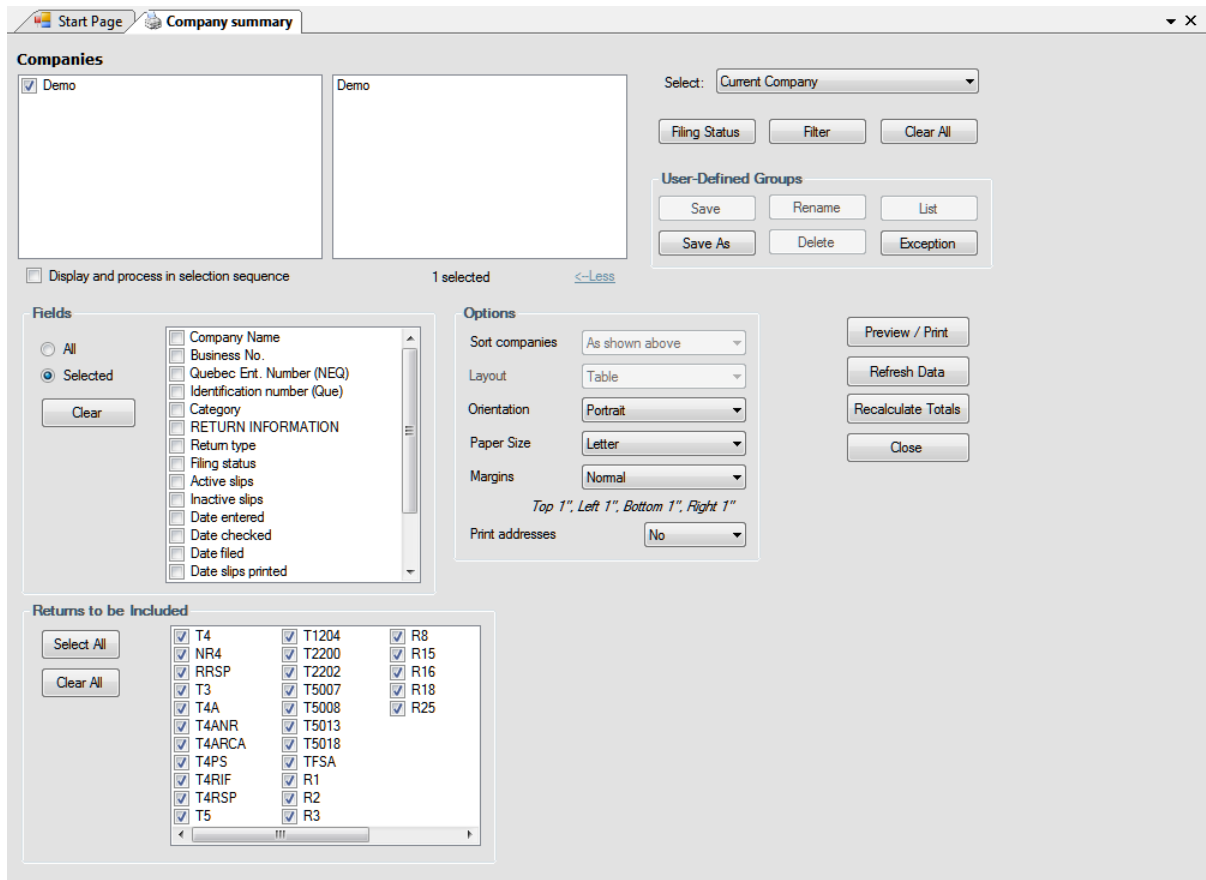 Start Page
Company summary
Companies
Demo
Demo
Select: Current Company
Filing Status
Filter
Clear All
User-Defined Groups
Save
Rename
List
Save As
Delete
Exception
Display and process in selection sequence
1 selected
<--Less
Fields
All
Selected
Clear
Company Name
Business No.
Quebec Ent. Number (NEQ)
Identification number (Que)
Category
RETURN INFORMATION
Return type
Filing status
Active slips
Inactive slips
Date entered
Date checked
Date filed
Date slips printed
Options
Sort companies As shown above
Layout Table
Orientation Portrait
Paper Size Letter
Margins Normal
Top 1", Left 1", Bottom 1", Right 1"
Print addresses No
Preview / Print
Refresh Data
Recalculate Totals
Close
Returns to be Included
Select All
Clear All
T4
NR4
RRSP
T3
T4A
T4ANR
T4ARCA
T4PS
T4RIF
T4RSP
T5
T1204
T2200
T2202
T5007
T5008
T5013
T5018
TFSA
R1
R2
R3
R8
R15
R16
R18
R25